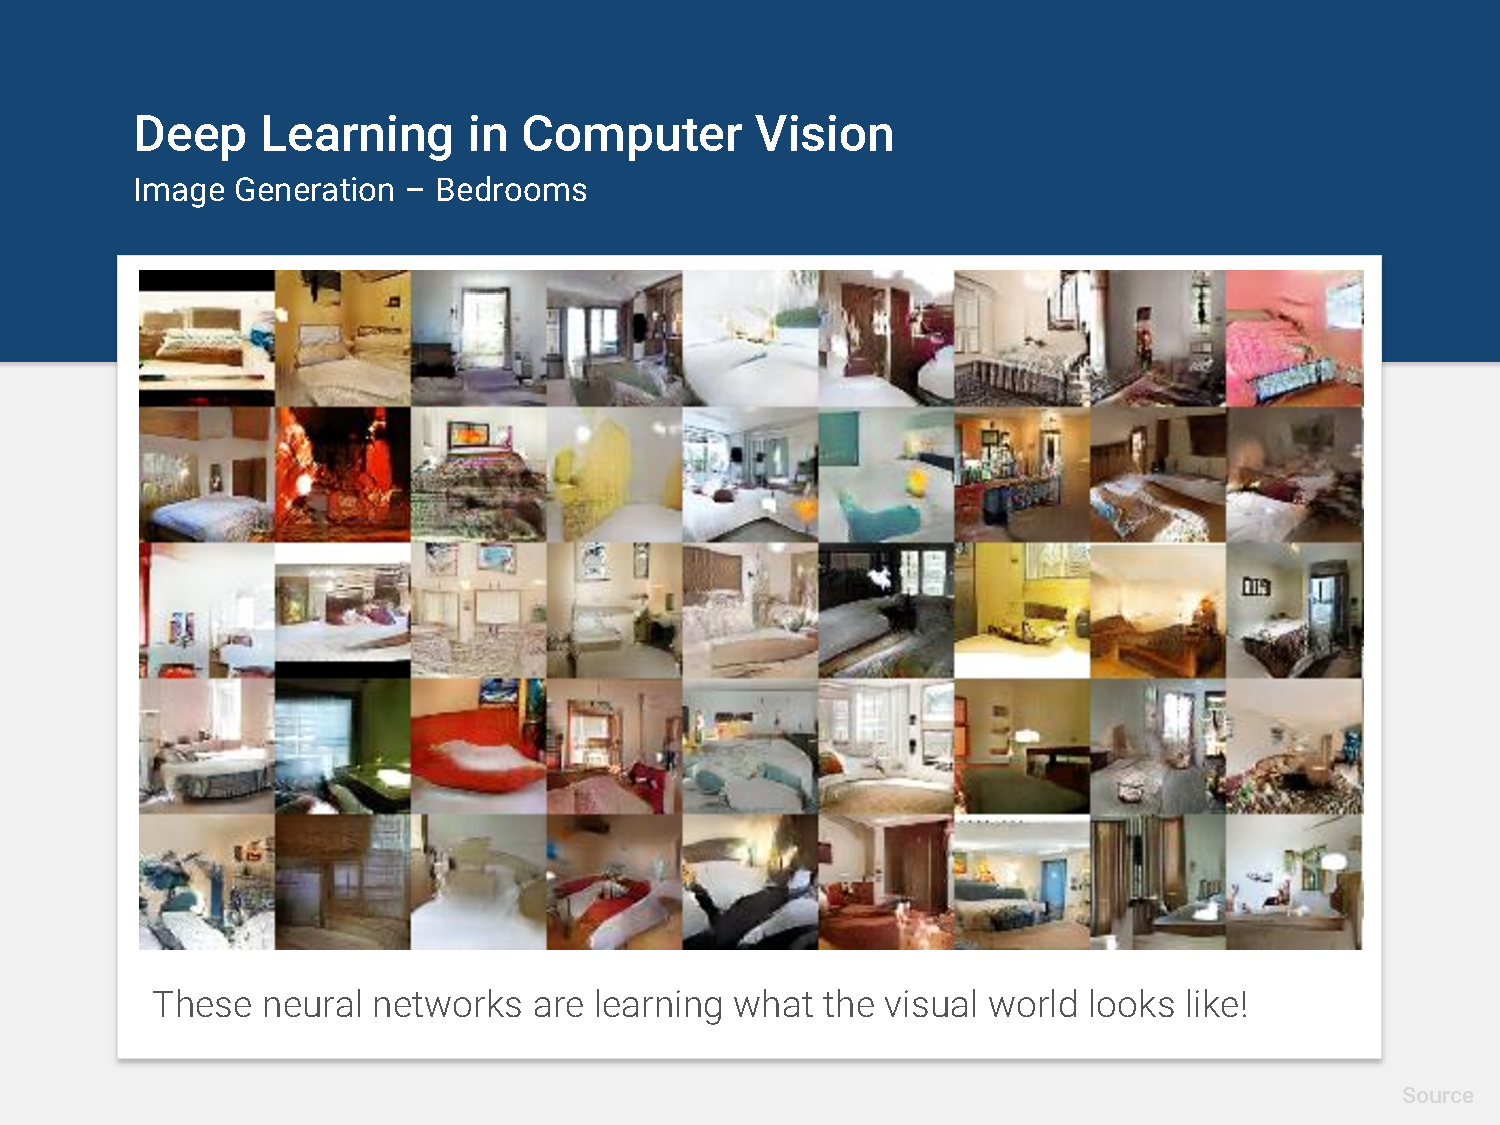 Deep Learning in Computer Vision
Image Generation – Bedrooms
These neural networks are learning what the visual world looks like!
Source